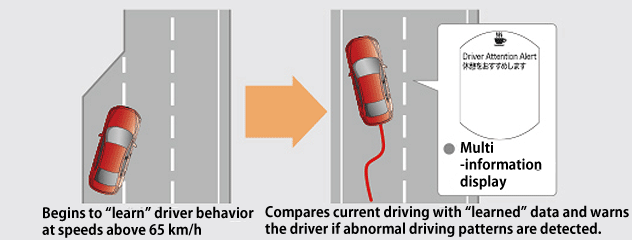 Driver Attention Alert
休憩をおすすめします
Multi
-information
display
Begins to “learn” driver behavior
at speeds above 65 km/h
Compares current driving with “learned” data and warns
the driver if abnormal driving patterns are detected.